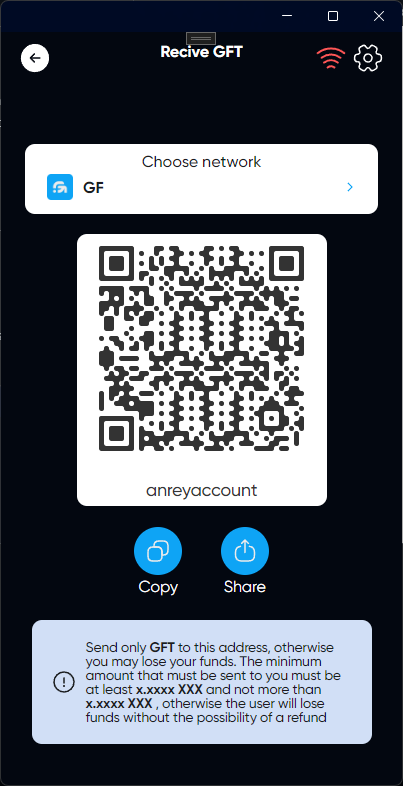 Recive GFT
Choose network
GF
anreyaccount
Copy
Share
Send only GFT to this address, otherwise
you may lose your funds. The minimum
amount that must be sent to you must be
at least x.xxxx XXX and not more than
x.xxxx XXX , otherwise the user will lose
funds without the possibility of a refund